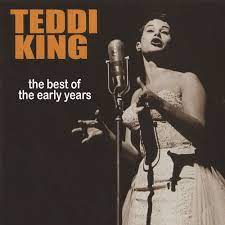 TEDDI
KING
the best of
the early years